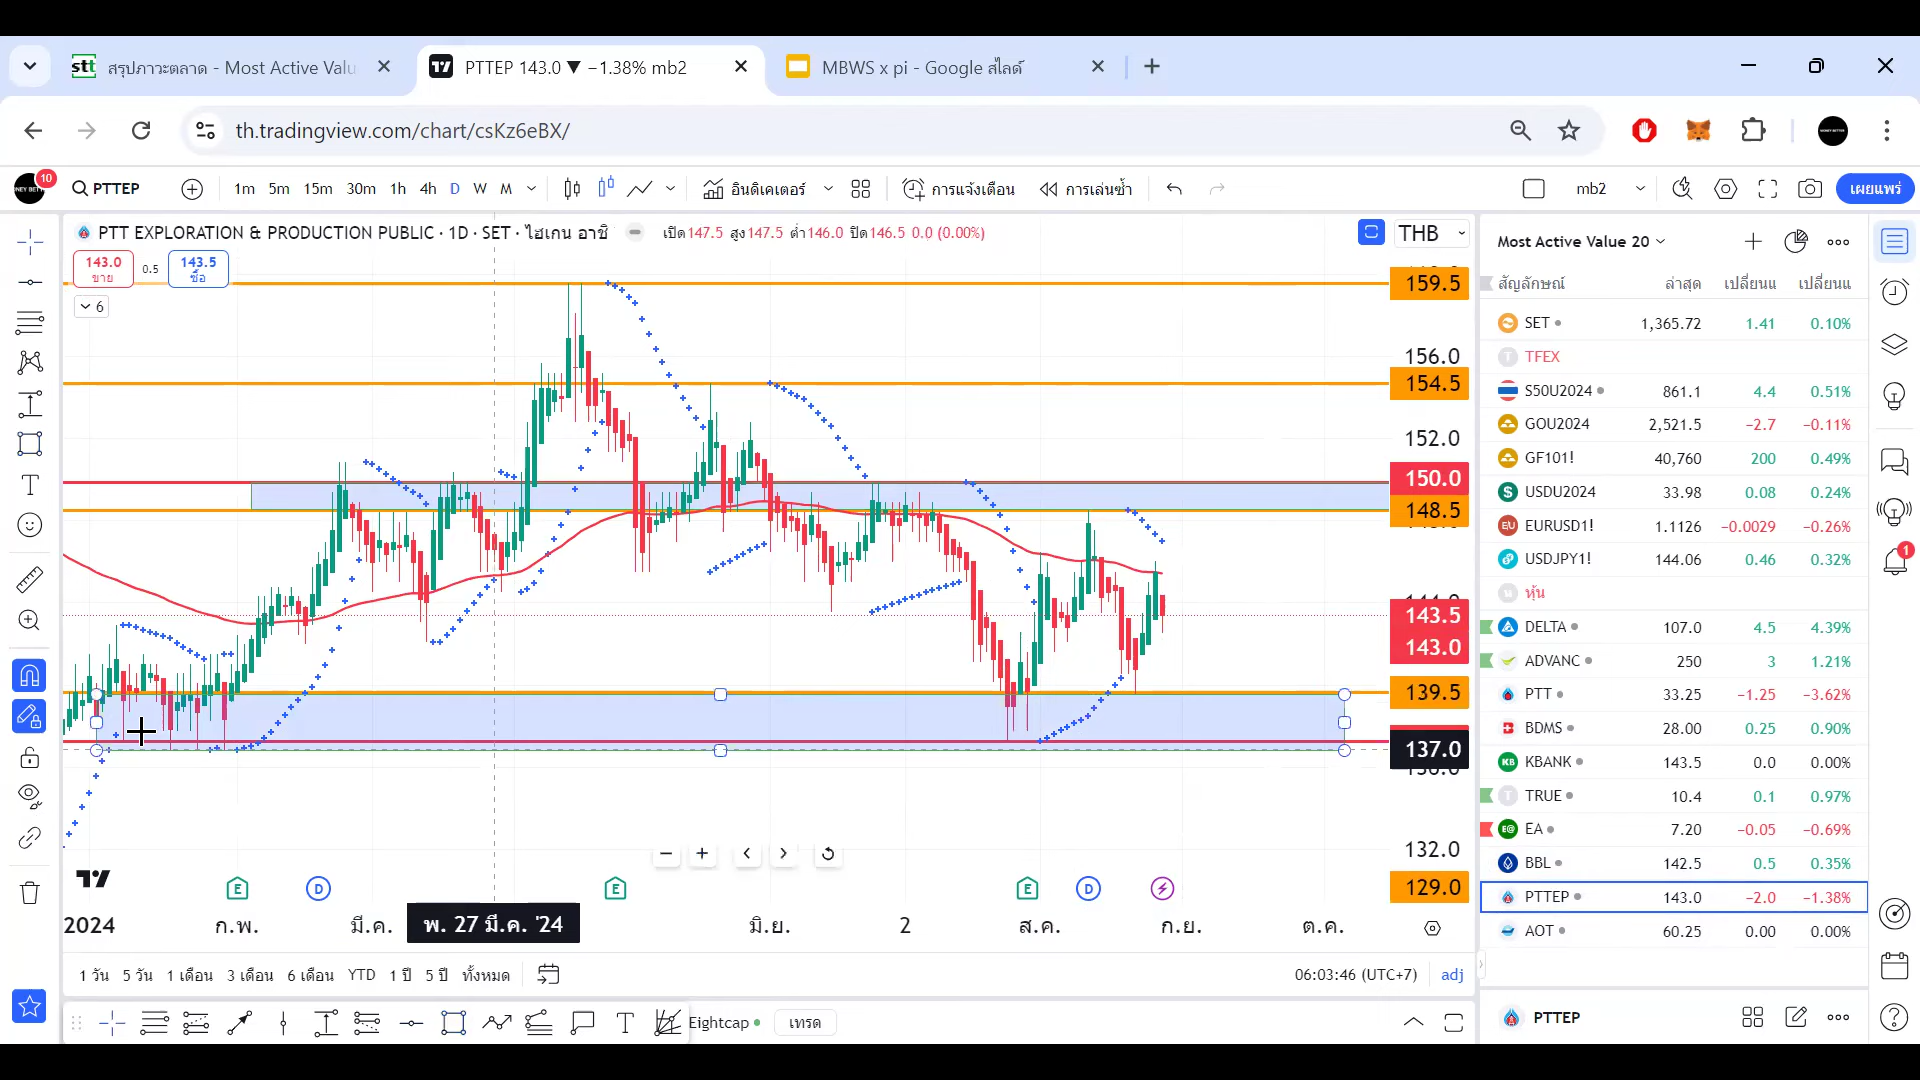 stt สรุปภาวะตลาด - Most Active Valu
PTTEP 143.0 ▼ −1.38% mb2
MBWS x pi - Google สไลด์
th.tradingview.com/chart/csKz6eBX/
10
PTTEP
1m 5m 15m 30m 1h 4h D W M
อินดิเคเตอร์
การแจ้งเตือน
การเล่นซ้ำ
mb2
เผยแพร่
PTT EXPLORATION & PRODUCTION PUBLIC · 1D · SET · ไฮเกน อาชิ
เปิด147.5 สูง147.5 ต่ำ146.0 ปิด146.5 0.0 (0.00%)
THB
143.0
ขาย
0.5
143.5
ซื้อ
6
159.5
156.0
154.5
152.0
150.0
148.5
143.5
143.0
139.5
137.0
132.0
129.0
E D E E D
2024 ก.พ. มี.ค. พ. 27 มี.ค. '24 มิ.ย. 2 ส.ค. ก.ย. ต.ค.
1 วัน 5 วัน 1 เดือน 3 เดือน 6 เดือน YTD 1 ปี 5 ปี ทั้งหมด
06:03:46 (UTC+7) adj
Eightcap เทรด
Most Active Value 20
สัญลักษณ์ ล่าสุด เปลี่ยนแ เปลี่ยนแ
SET 1,365.72 1.41 0.10%
TFEX
S50U2024 861.1 4.4 0.51%
GOU2024 2,521.5 −2.7 −0.11%
GF101! 40,760 200 0.49%
USDU2024 33.98 0.08 0.24%
EURUSD1! 1.1126 −0.0029 −0.26%
USDJPY1! 144.06 0.46 0.32%
หุ้น
DELTA 107.0 4.5 4.39%
ADVANC 250 3 1.21%
PTT 33.25 −1.25 −3.62%
BDMS 28.00 0.25 0.90%
KBANK 143.5 0.0 0.00%
TRUE 10.4 0.1 0.97%
EA 7.20 −0.05 −0.69%
BBL 142.5 0.5 0.35%
PTTEP 143.0 −2.0 −1.38%
AOT 60.25 0.00 0.00%
PTTEP
1